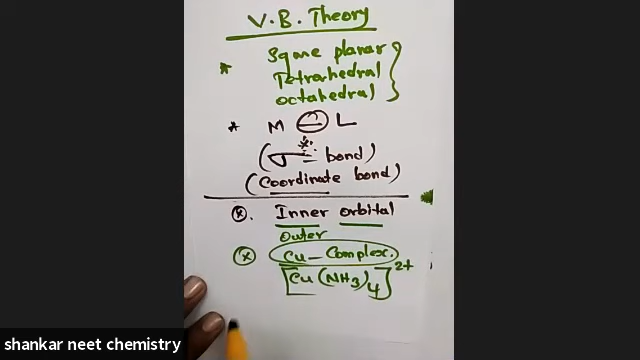 V.B. Theory
* Sqare planar
Tetrahedral
octahedral
* M L
(σ bond)
(Coordinate bond)
*. Inner orbital
Outer
* Cu - Complex.
[Cu(NH3)4]2+
shankar neet chemistry